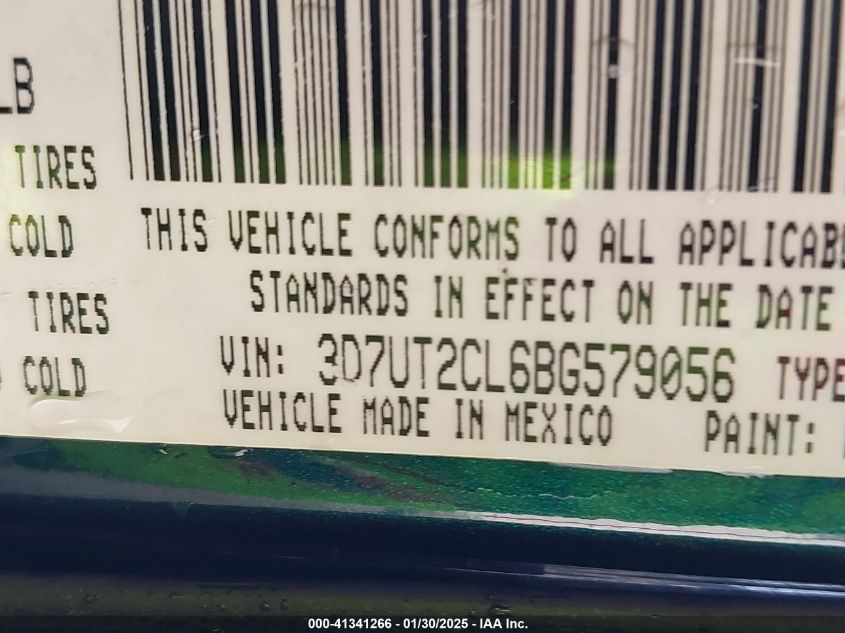 LB
TIRES
COLD
THIS VEHICLE CONFORMS TO ALL
STANDARDS IN EFFECT ON THE DATE
TIRES
VIN: 3D7UT2CL6BG579056 TYPE
COLD
VEHICLE MADE IN MEXICO PAINT:
000-41341266 - 01/30/2025 - IAA Inc.